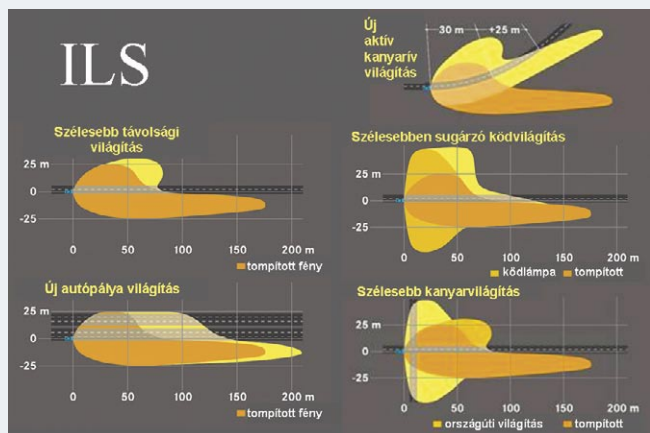 ILS
Új
aktív
kanyarív
világítás
30 m
+25 m
Szélesebb távolsági
világítás
25 m
0
-25
0 50 100 150 200 m
tompított fény
Szélesebben sugárzó ködvilágítás
25 m
0
-25
0 50 100 150 200 m
ködlámpa tompított
Új autópálya világítás
25 m
0
-25
0 50 100 150 200 m
tompított fény
Szélesebb kanyarvilágítás
25 m
0
-25
0 50 100 150 200 m
országúti világítás tompított